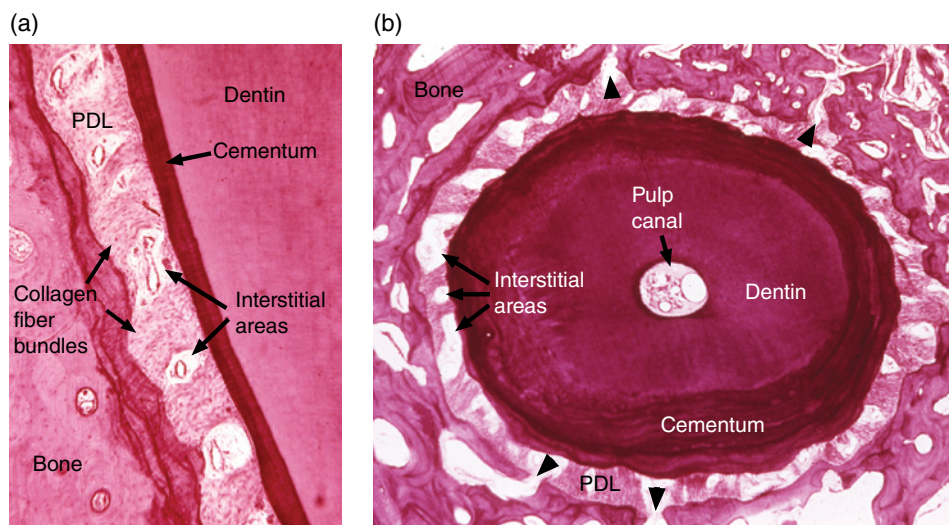 (a)
PDL
Dentin
Cementum
Collagen
fiber
bundles
Interstitial
areas
Bone
(b)
Bone
Pulp
canal
Interstitial
areas
Dentin
Cementum
PDL